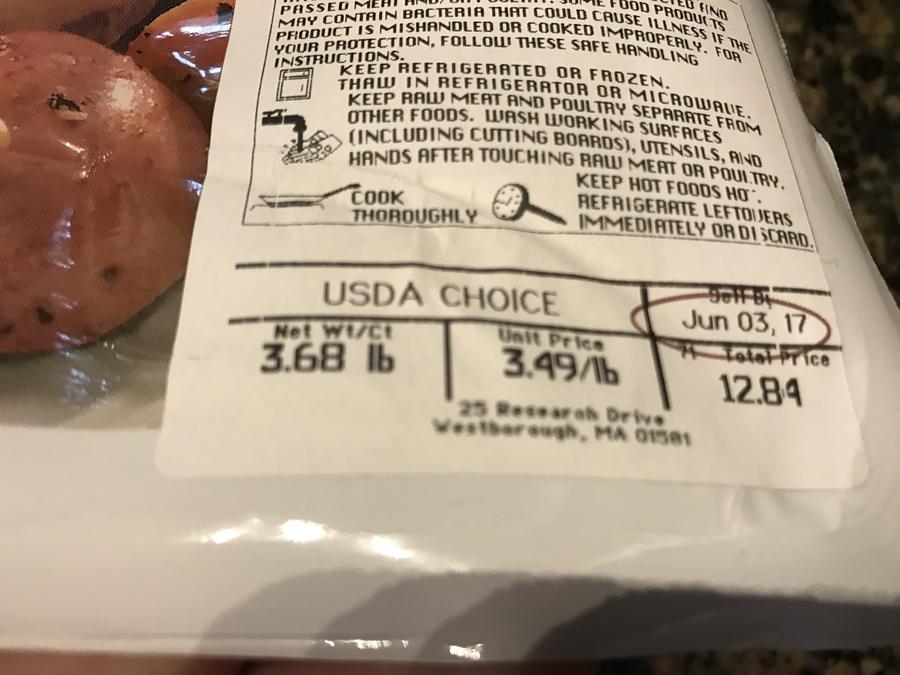 PASSED MEAT AND/OR POULTRY. SOME FOOD PRODUCTS
MAY CONTAIN BACTERIA THAT COULD CAUSE ILLNESS IF THE
PRODUCT IS MISHANDLED OR COOKED IMPROPERLY. FOR
YOUR PROTECTION, FOLLOW THESE SAFE HANDLING
INSTRUCTIONS.
KEEP REFRIGERATED OR FROZEN.
THAW IN REFRIGERATOR OR MICROWAVE.
KEEP RAW MEAT AND POULTRY SEPARATE FROM
OTHER FOODS. WASH WORKING SURFACES
(INCLUDING CUTTING BOARDS), UTENSILS, AND
HANDS AFTER TOUCHING RAW MEAT OR POULTRY.
COOK
THOROUGHLY
KEEP HOT FOODS HOT.
REFRIGERATE LEFTOVERS
IMMEDIATELY OR DISCARD.
USDA CHOICE
Sell By
Jun 03, 17
Net Wt/Ct
3.68 lb
Unit Price
3.49/lb
Total Price
12.84
25 Research Drive
Westborough, MA 01581